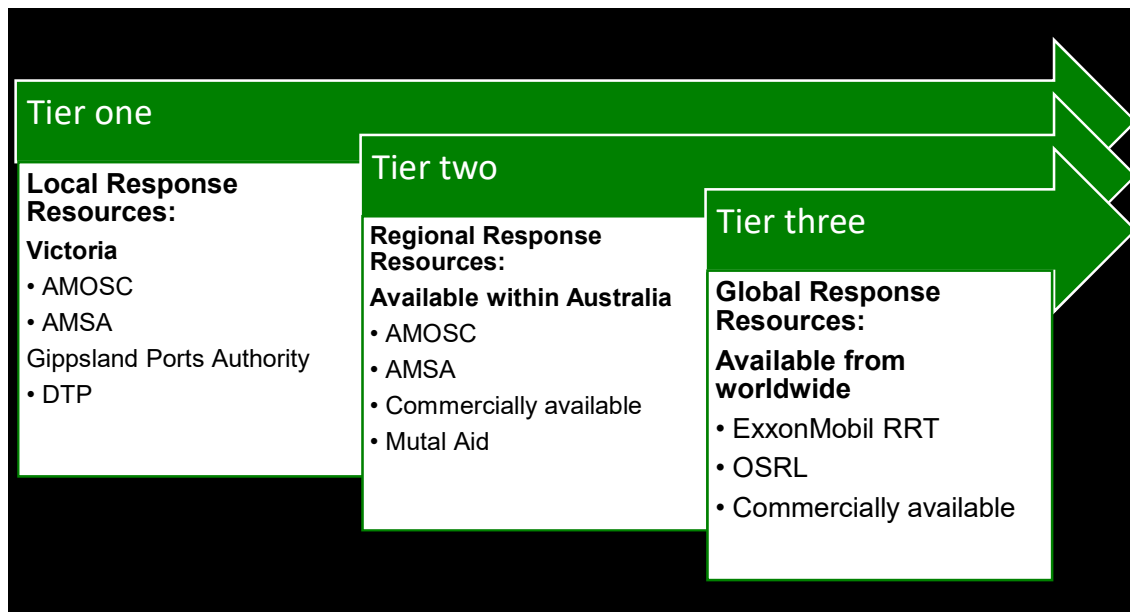 Tier one
Local Response
Resources:
Victoria
• AMOSC
• AMSA
Gippsland Ports Authority
• DTP
Tier two
Regional Response
Resources:
Available within Australia
• AMOSC
• AMSA
• Commercially available
• Mutal Aid
Tier three
Global Response
Resources:
Available from
worldwide
• ExxonMobil RRT
• OSRL
• Commercially available